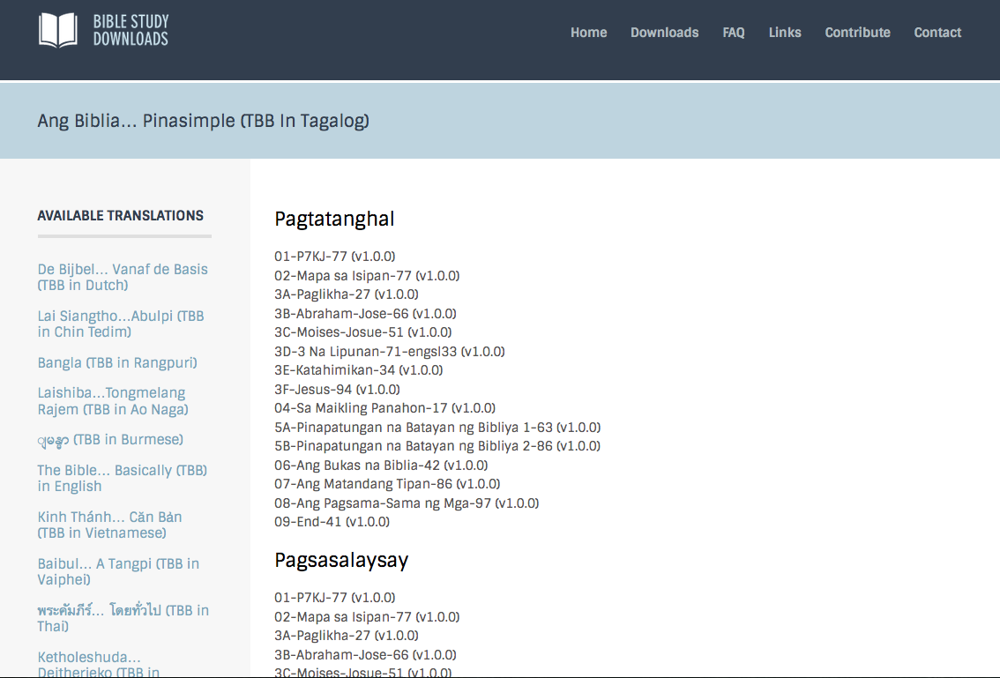 BIBLE STUDY
DOWNLOADS
Home Downloads FAQ Links Contribute Contact
Ang Biblia... Pinasimple (TBB In Tagalog)
AVAILABLE TRANSLATIONS
De Bijbel... Vanaf de Basis
(TBB in Dutch)
Lai Siangtho...Abulpi (TBB
in Chin Tedim)
Bangla (TBB in Rangpuri)
Laishiba...Tongmelang
Rajem (TBB in Ao Naga)
(TBB in Burmese)
The Bible... Basically (TBB)
in English
Kinh Thánh... Căn Bản
(TBB in Vietnamese)
Baibul... A Tangpi (TBB in
Vaiphei)
พระคัมภีร์... โดยทั่วไป (TBB in
Thai)
Ketholeshuda...
Deitherieko (TBB in
Pagtatanghal
01-P7KJ-77 (v1.0.0)
02-Mapa sa Isipan-77 (v1.0.0)
3A-Paglikha-27 (v1.0.0)
3B-Abraham-Jose-66 (v1.0.0)
3C-Moises-Josue-51 (v1.0.0)
3D-3 Na Lipunan-71-engsl33 (v1.0.0)
3E-Katahimikan-34 (v1.0.0)
3F-Jesus-94 (v1.0.0)
04-Sa Maikling Panahon-17 (v1.0.0)
5A-Pinapatungan na Batayan ng Bibliya 1-63 (v1.0.0)
5B-Pinapatungan na Batayan ng Bibliya 2-86 (v1.0.0)
06-Ang Bukas na Biblia-42 (v1.0.0)
07-Ang Matandang Tipan-86 (v1.0.0)
08-Ang Pagsama-Sama ng Mga-97 (v1.0.0)
09-End-41 (v1.0.0)
Pagsasalaysay
01-P7KJ-77 (v1.0.0)
02-Mapa sa Isipan-77 (v1.0.0)
3A-Paglikha-27 (v1.0.0)
3B-Abraham-Jose-66 (v1.0.0)
3C-Moises-Josue-51 (v1.0.0)